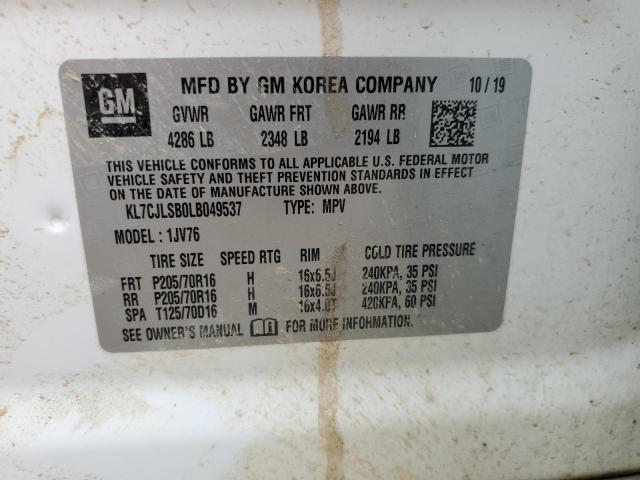 GM
MFD BY GM KOREA COMPANY 10 / 19
GVWR GAWR FRT GAWR RR
4286 LB 2348 LB 2194 LB
THIS VEHICLE CONFORMS TO ALL APPLICABLE U.S. FEDERAL MOTOR
VEHICLE SAFETY AND THEFT PREVENTION STANDARDS IN EFFECT ON
THE DATE OF MANUFACTURE SHOWN ABOVE.
KL7CJLSB0LB049537 TYPE: MPV
MODEL : 1JV76
TIRE SIZE SPEED RTG RIM COLD TIRE PRESSURE
FRT P205/70R16 H 16x6.5J 240KPA, 35 PSI
RR P205/70R16 H 16x6.5J 240KPA, 35 PSI
SPA T125/70D16 M 16x4.0T 420KPA, 60 PSI
SEE OWNER'S MANUAL FOR MORE INFORMATION.